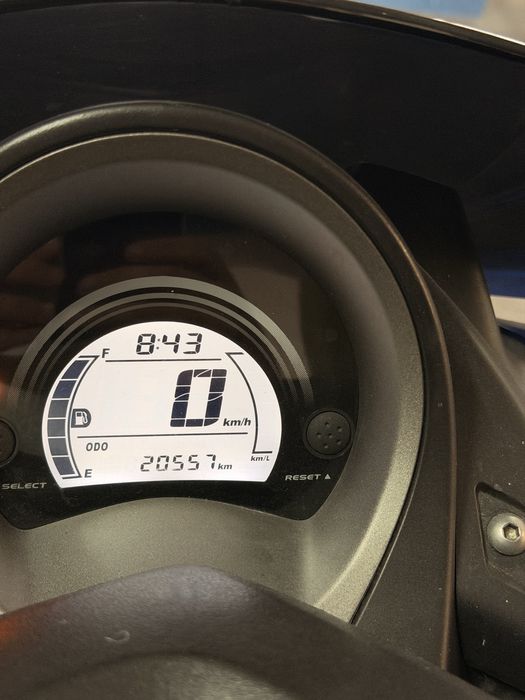 F 8:43
0 km/h
ODO km/L
20557 km
E
SELECT RESET ▲